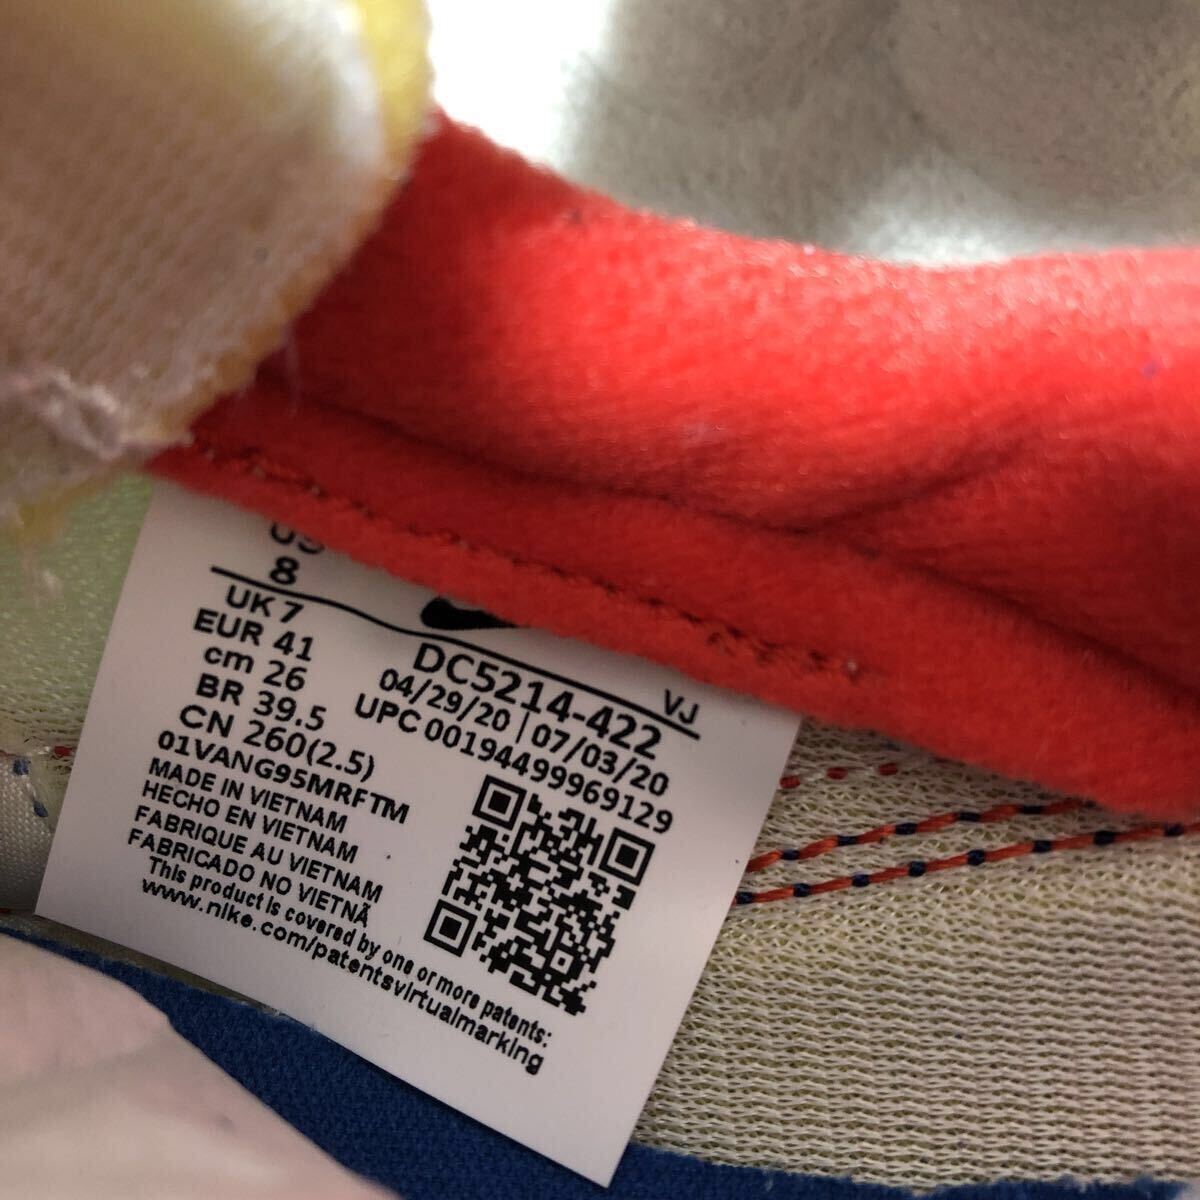 US
8
UK 7
EUR 41
cm 26
BR 39.5
CN 260(2.5)
01VANG95MRFTM
MADE IN VIETNAM
HECHO EN VIETNAM
FABRIQUE AU VIETNAM
FABRICADO NO VIETNÃ
This product is covered by one or more patents:
www.nike.com/patentsvirtualmarking
VJ
DC5214-422
04/29/20 | 07/03/20
UPC 00194499969129